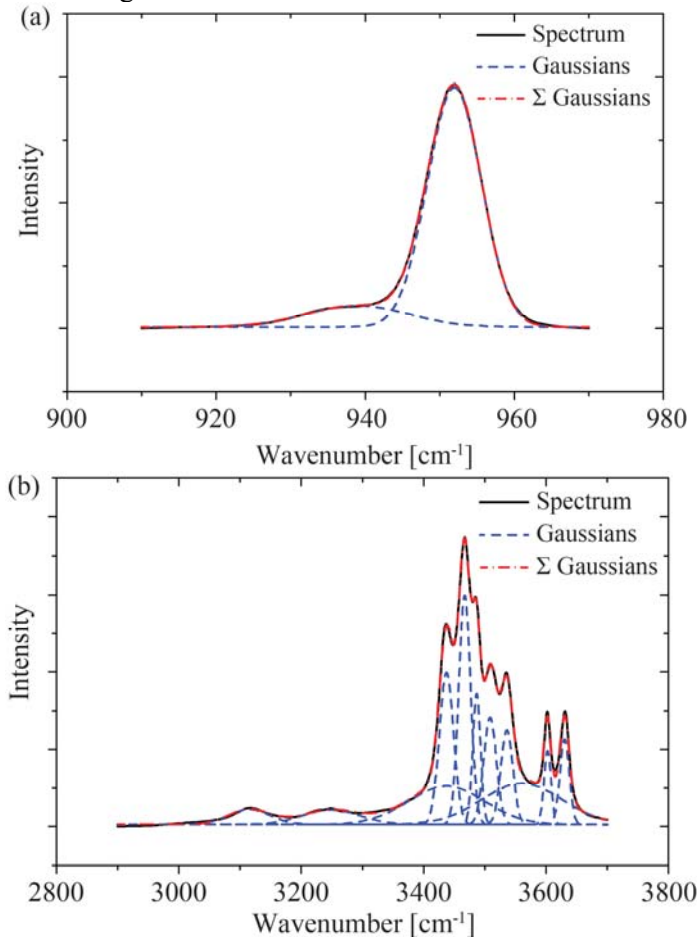 (a)
Spectrum
Gaussians
Σ Gaussians
Intensity
900 920 940 960 980
Wavenumber [cm⁻¹]
(b)
Spectrum
Gaussians
Σ Gaussians
Intensity
2800 3000 3200 3400 3600 3800
Wavenumber [cm⁻¹]